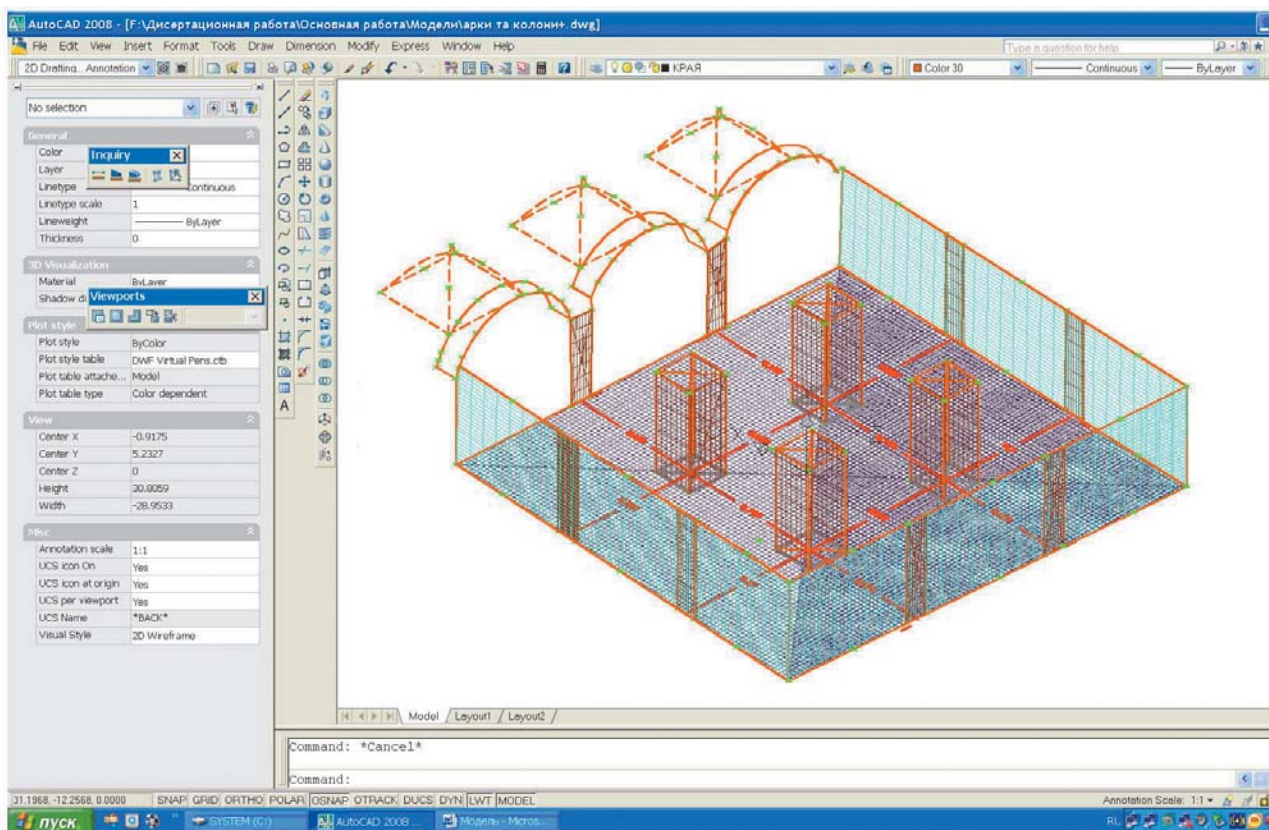 AutoCAD 2008 - [F:\Дисертационная работа\Основная работа\Модели\арки та колони+.dwg]
File Edit View Insert Format Tools Draw Dimension Modify Express Window Help
Type a question for help
2D Drafting... Annotation
КРАЯ
Color 30
Continuous
ByLayer
No selection
General
Color
Inquiry
Layer
Linetype Continuous
Linetype scale 1
Lineweight ByLayer
Thickness 0
3D Visualization
Material ByLayer
Shadow di
Viewports
Plot style
Plot style ByColor
Plot style table DWF Virtual Pens.ctb
Plot table attache... Model
Plot table type Color dependent
View
Center X -0.9175
Center Y 5.2327
Center Z 0
Height 30.8059
Width -28.9533
Misc
Annotation scale 1:1
UCS icon On Yes
UCS icon at origin Yes
UCS per viewport Yes
UCS Name *BACK*
Visual Style 2D Wireframe
A
X
Model Layout1 Layout2
Command: *Cancel*
Command:
31.1968, -12.2568, 0.0000 SNAP GRID ORTHO POLAR OSNAP OTRACK DUCS DYN LWT MODEL
Annotation Scale: 1:1
пуск
SYSTEM (C:)
AutoCAD 2008 ...
Модель - Micros...
RL